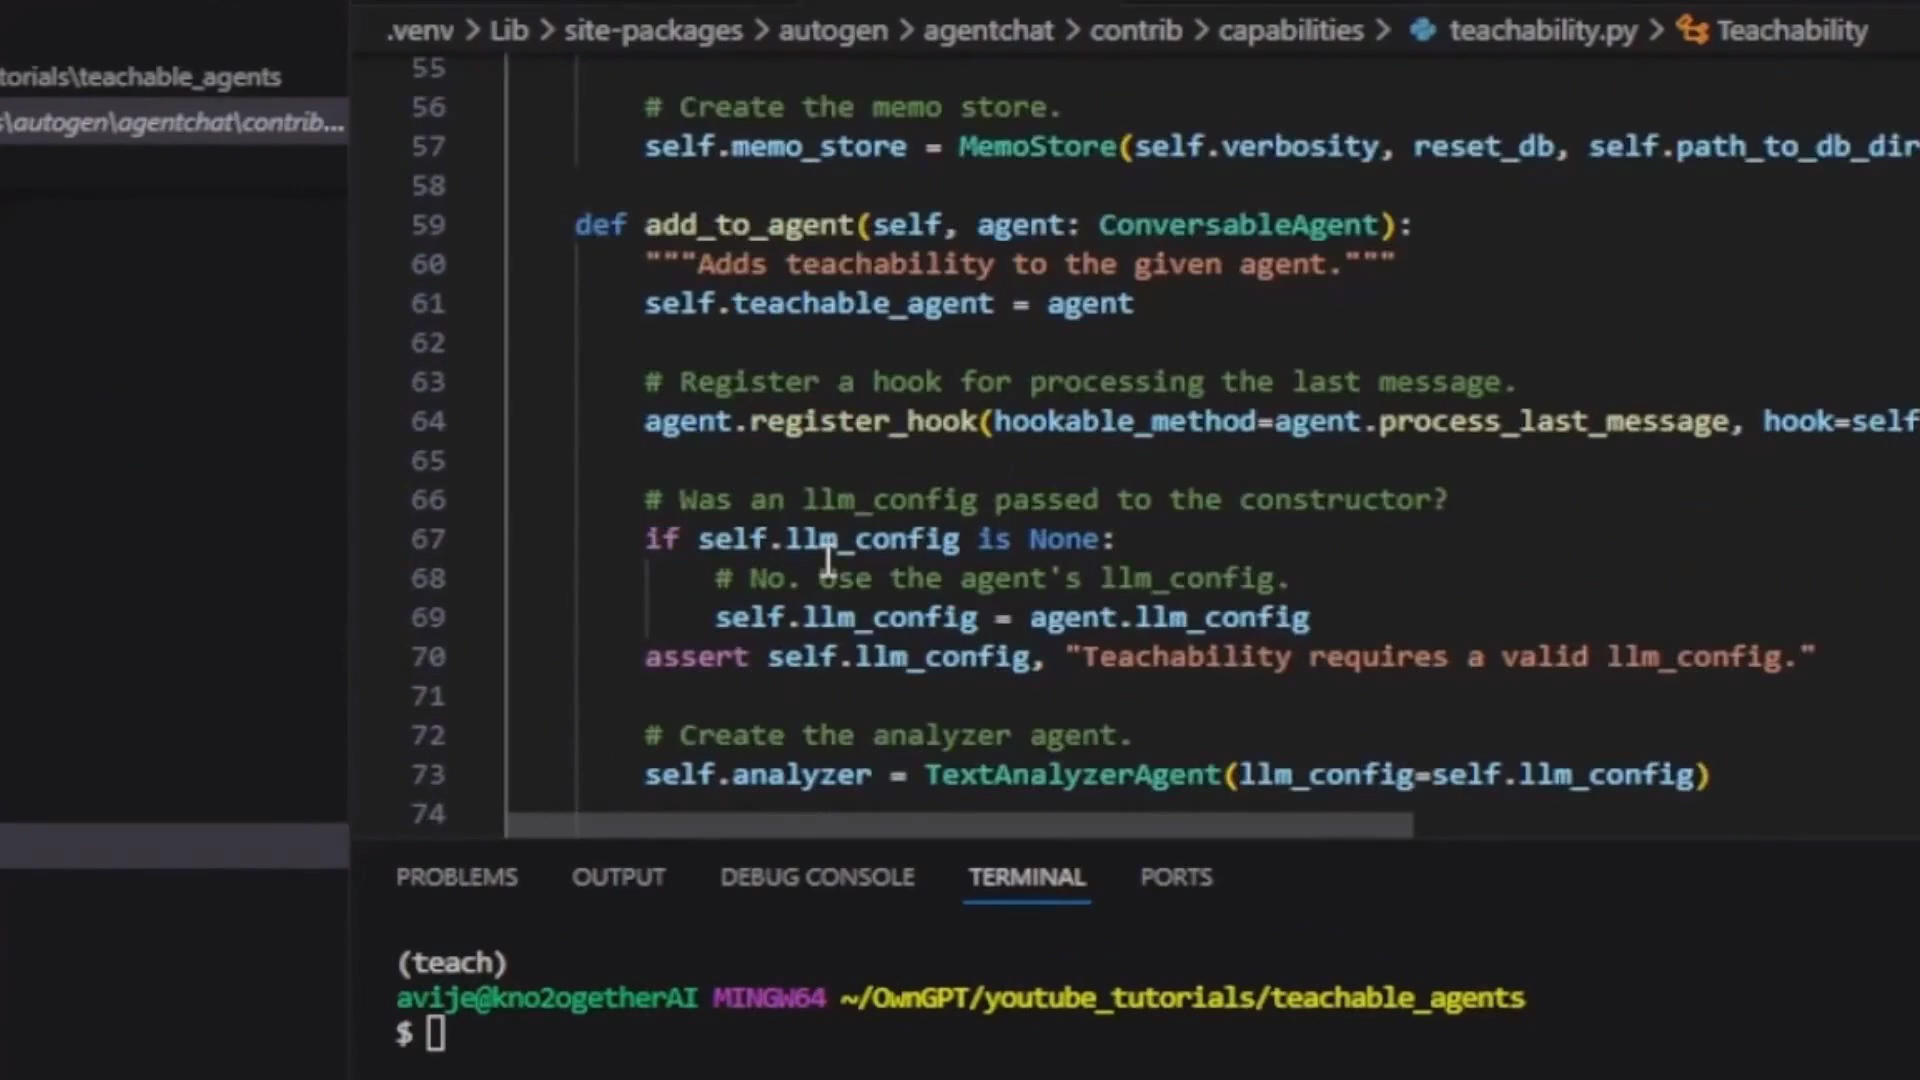 .venv > Lib > site-packages > autogen > agentchat > contrib > capabilities > teachability.py > Teachability
torials\teachable_agents
s\autogen\agentchat\contrib...
55
56 # Create the memo store.
57 self.memo_store = MemoStore(self.verbosity, reset_db, self.path_to_db_dir
58
59 def add_to_agent(self, agent: ConversableAgent):
60 """Adds teachability to the given agent."""
61 self.teachable_agent = agent
62
63 # Register a hook for processing the last message.
64 agent.register_hook(hookable_method=agent.process_last_message, hook=self
65
66 # Was an llm_config passed to the constructor?
67 if self.llm_config is None:
68 # No. Use the agent's llm_config.
69 self.llm_config = agent.llm_config
70 assert self.llm_config, "Teachability requires a valid llm_config."
71
72 # Create the analyzer agent.
73 self.analyzer = TextAnalyzerAgent(llm_config=self.llm_config)
74
PROBLEMS OUTPUT DEBUG CONSOLE TERMINAL PORTS
(teach)
avije@kno2ogetherAI MINGW64 ~/OwnGPT/youtube_tutorials/teachable_agents
$